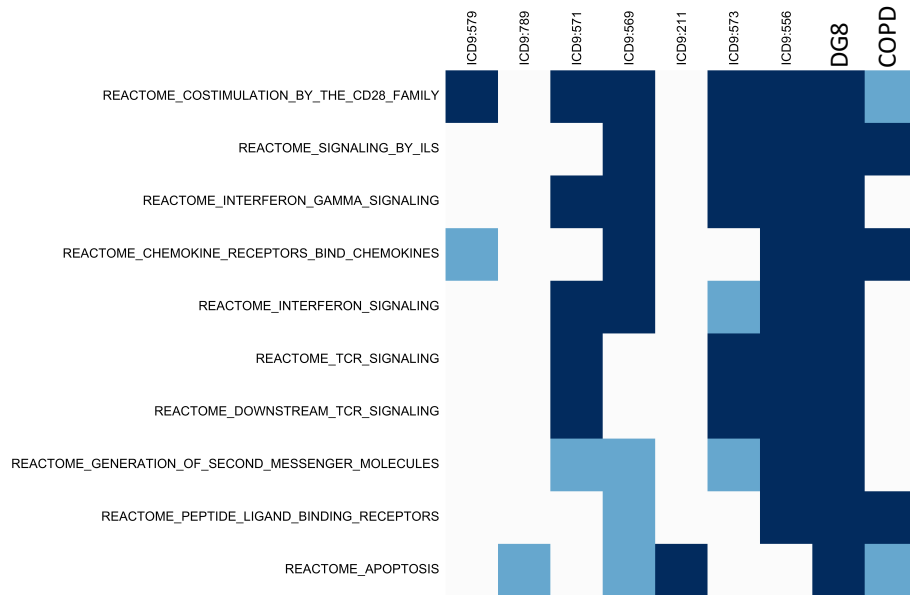 ICD9:579
ICD9:789
ICD9:571
ICD9:569
ICD9:211
ICD9:573
ICD9:556
DG8
COPD
REACTOME_COSTIMULATION_BY_THE_CD28_FAMILY
REACTOME_SIGNALING_BY_ILS
REACTOME_INTERFERON_GAMMA_SIGNALING
REACTOME_CHEMOKINE_RECEPTORS_BIND_CHEMOKINES
REACTOME_INTERFERON_SIGNALING
REACTOME_TCR_SIGNALING
REACTOME_DOWNSTREAM_TCR_SIGNALING
REACTOME_GENERATION_OF_SECOND_MESSENGER_MOLECULES
REACTOME_PEPTIDE_LIGAND_BINDING_RECEPTORS
REACTOME_APOPTOSIS